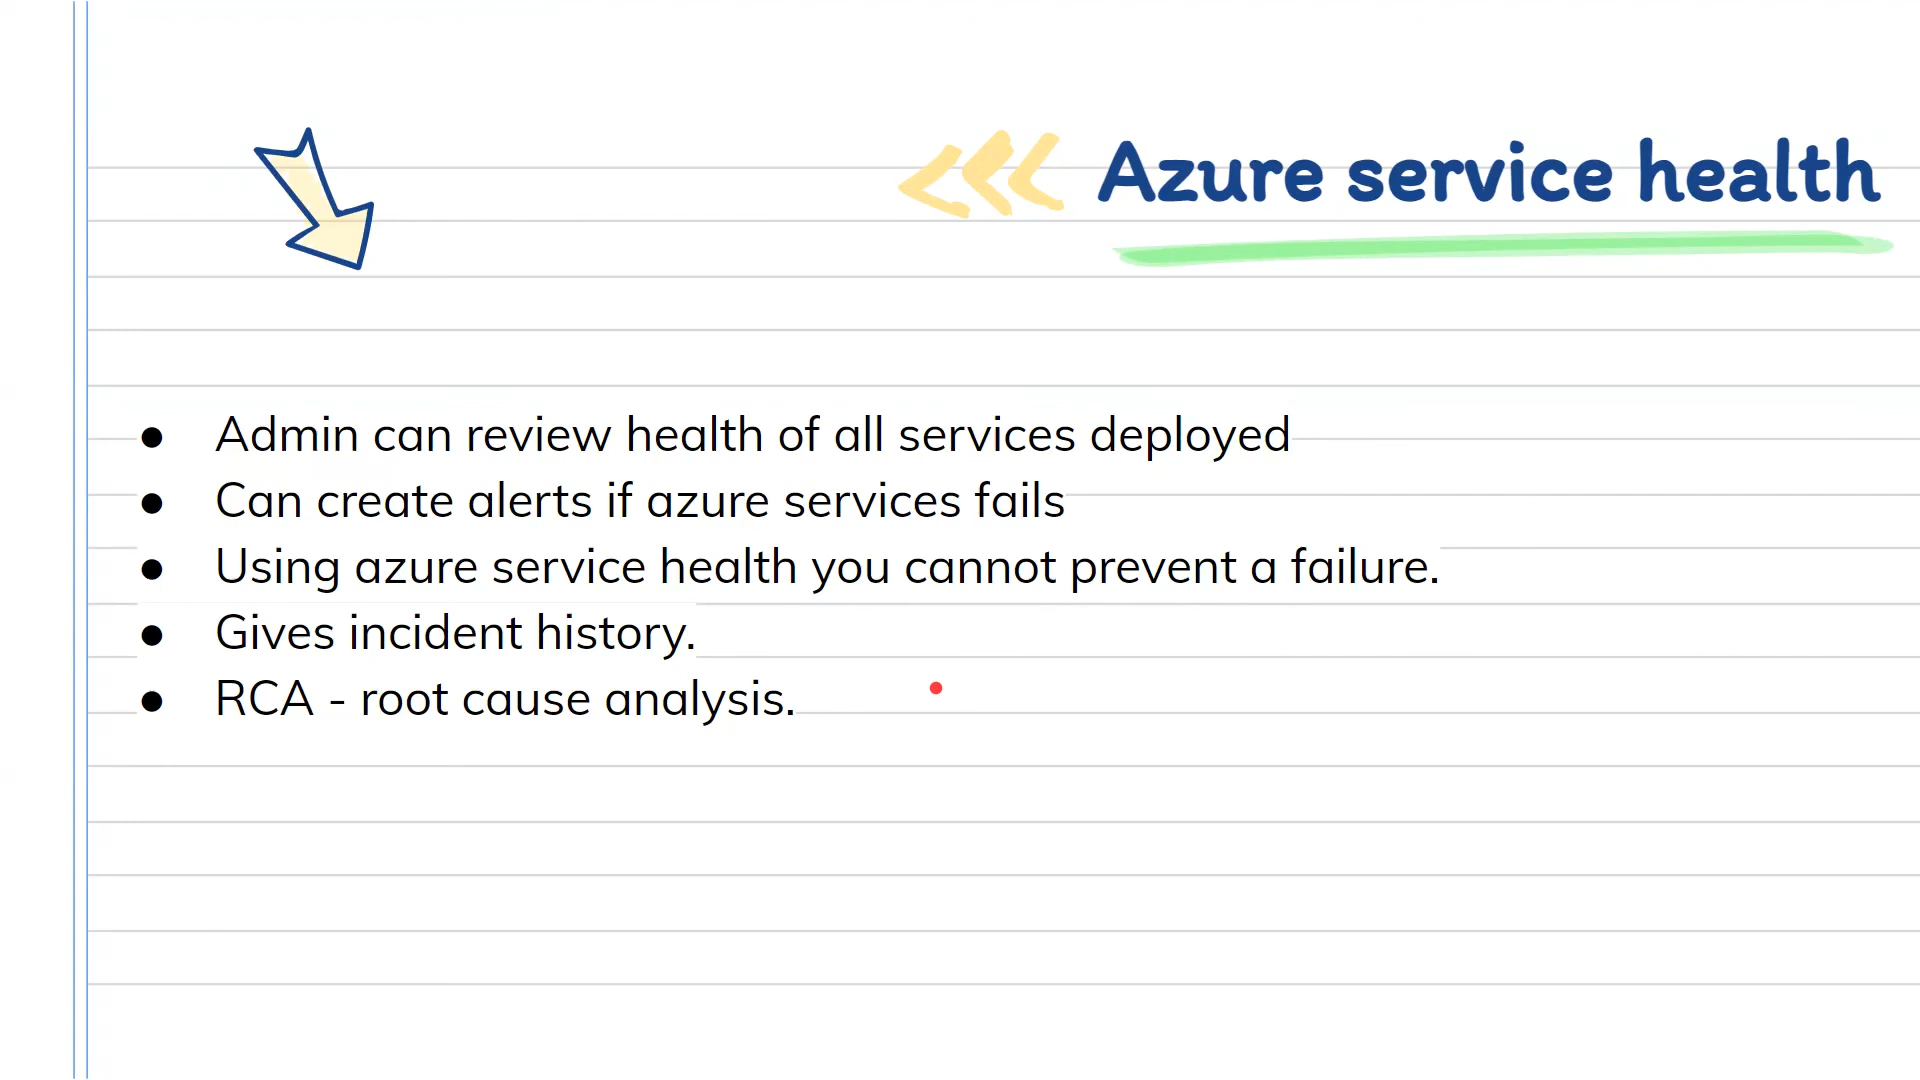 Azure service health
● Admin can review health of all services deployed
● Can create alerts if azure services fails
● Using azure service health you cannot prevent a failure.
● Gives incident history.
● RCA - root cause analysis.